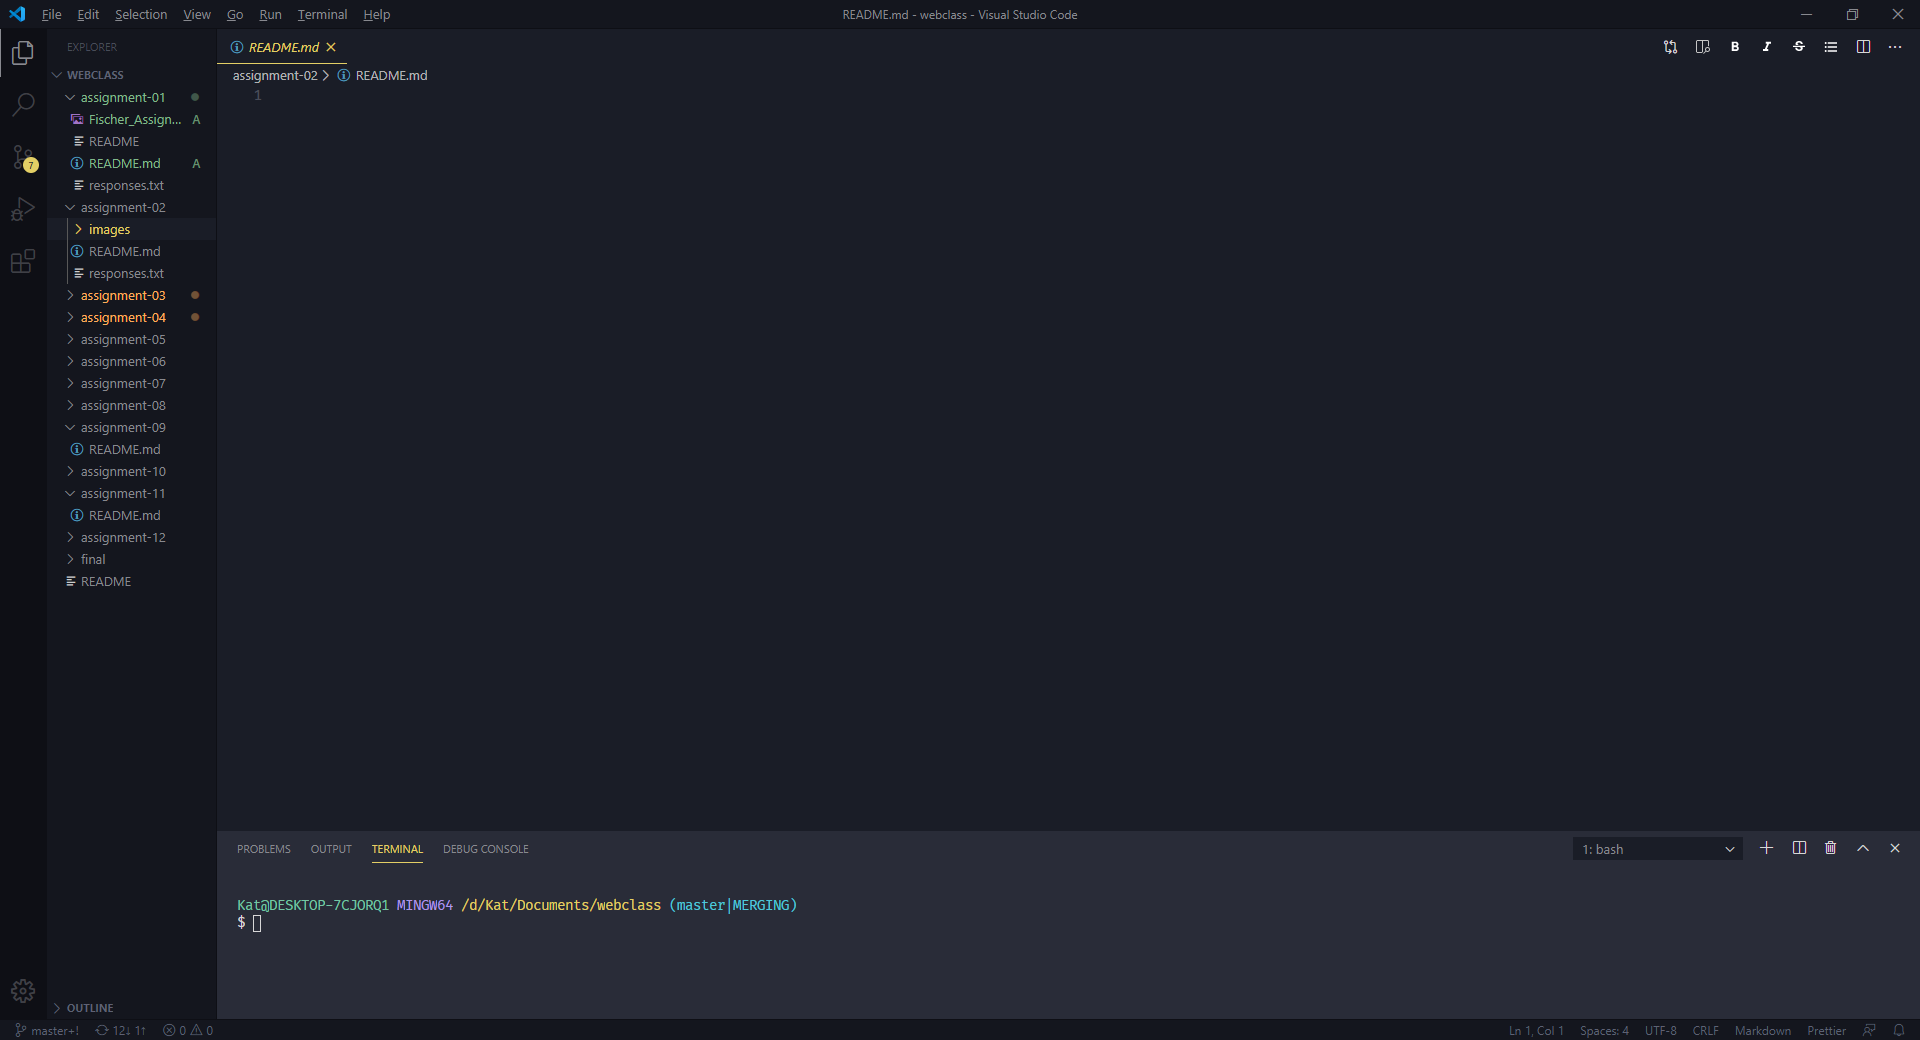 File Edit Selection View Go Run Terminal Help
README.md - webclass - Visual Studio Code
EXPLORER
WEBCLASS
assignment-01
Fischer_Assign... A
README
README.md A
responses.txt
assignment-02
images
README.md
responses.txt
assignment-03
assignment-04
assignment-05
assignment-06
assignment-07
assignment-08
assignment-09
README.md
assignment-10
assignment-11
README.md
assignment-12
final
README
OUTLINE
7
README.md
B I S
assignment-02 > README.md
1
PROBLEMS OUTPUT TERMINAL DEBUG CONSOLE
1: bash
Kat@DESKTOP-7CJORQ1 MINGW64 /d/Kat/Documents/webclass (master|MERGING)
$
master+! 12↓ 1↑ 0 0
Ln 1, Col 1 Spaces: 4 UTF-8 CRLF Markdown Prettier